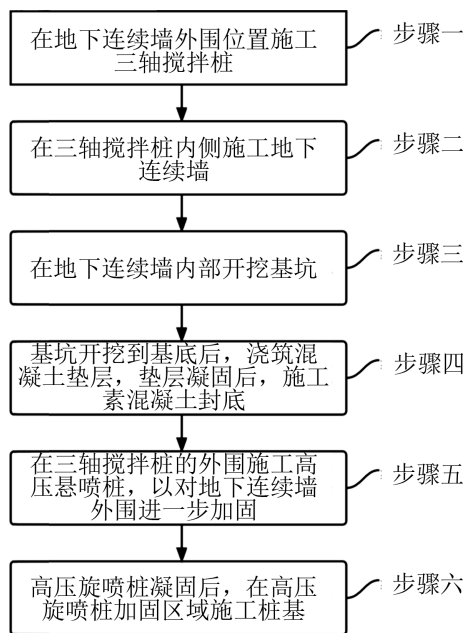 在地下连续墙外围位置施工
三轴搅拌桩
步骤一
在三轴搅拌桩内侧施工地下
连续墙
步骤二
在地下连续墙内部开挖基坑
步骤三
基坑开挖到基底后，浇筑混
凝土垫层，垫层凝固后，施工
素混凝土封底
步骤四
在三轴搅拌桩的外围施工高
压悬喷桩，以对地下连续墙
外围进一步加固
步骤五
高压旋喷桩凝固后，在高压
旋喷桩加固区域施工桩基
步骤六